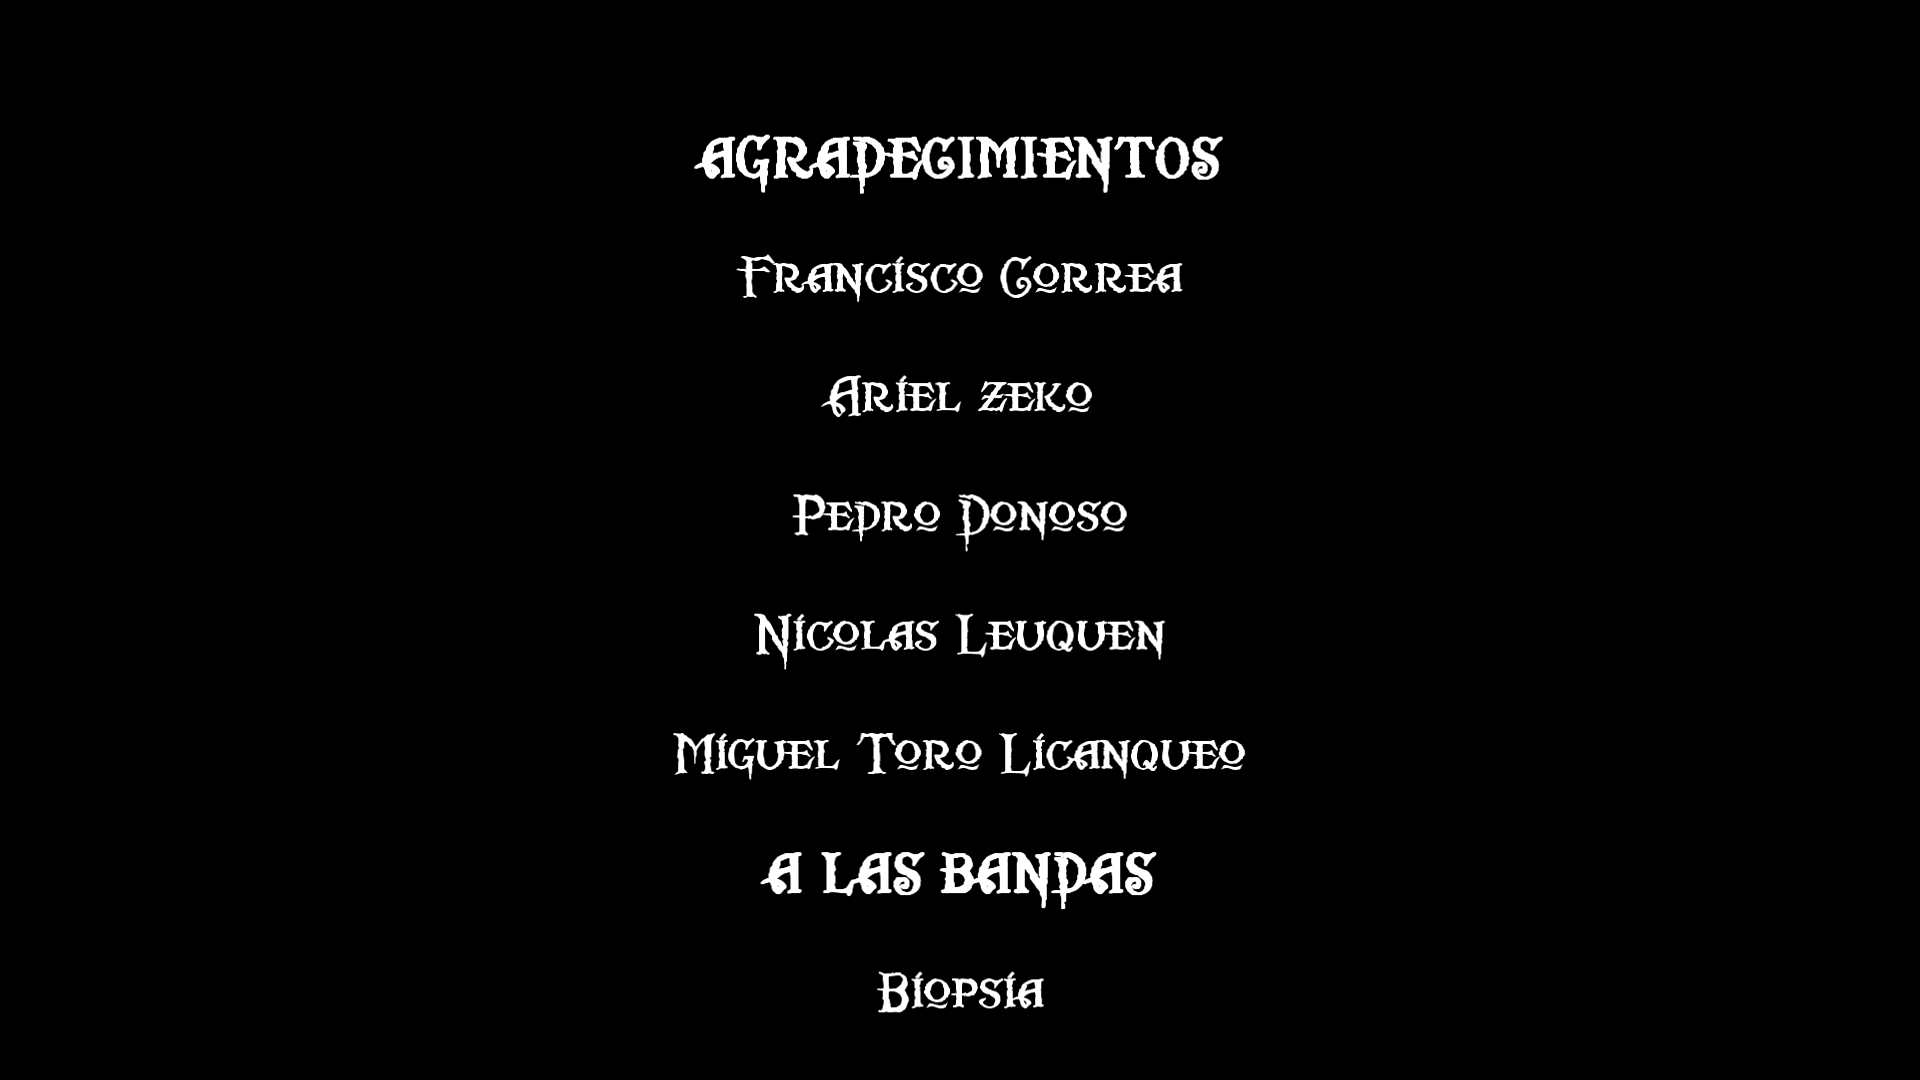 AGRADECIMIENTOS
Francisco Correa
Ariel zeko
Pedro Donoso
Nicolas Leuquen
Miguel Toro Licanqueo
A LAS BANDAS
Biopsia